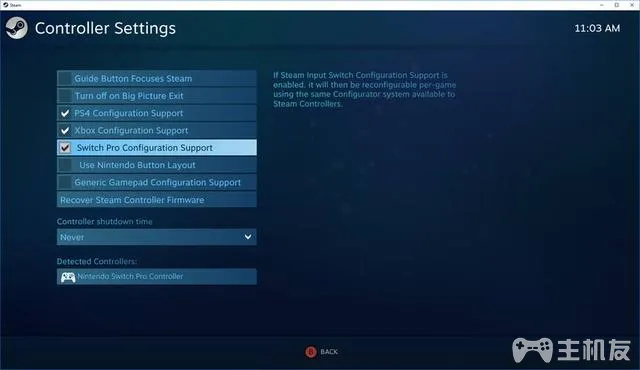 Steam
Controller Settings
11:03 AM
Guide Button Focuses Steam
Turn off on Big Picture Exit
PS4 Configuration Support
Xbox Configuration Support
Switch Pro Configuration Support
Use Nintendo Button Layout
Generic Gamepad Configuration Support
Recover Steam Controller Firmware
Controller shutdown time
Never
Detected Controllers:
Nintendo Switch Pro Controller
If Steam Input Switch Configuration Support is
enabled, it will then be reconfigurable per-game
using the same Configurator system available to
Steam Controllers.
B BACK
主机友